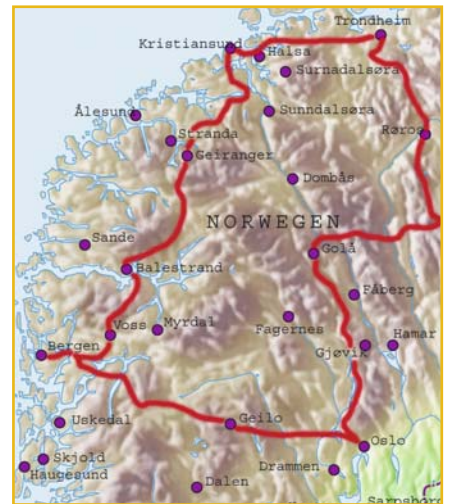 Trondheim
Kristiansund
Halsa
Surnadalsøra
Ålesund
Sunndalsøra
Stranda
Røros
Geiranger
Dombås
NORWEGEN
Sande
Golå
Balestrand
Fåberg
Voss
Myrdal
Fagernes
Hamar
Bergen
Gjøvik
Uskedal
Geilo
Oslo
Skjold
Haugesund
Drammen
Dalen
Sarpsborg